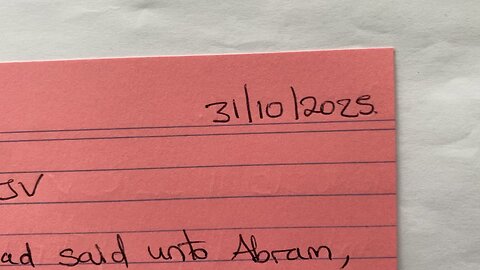 31/10/2025.
JV
ad said unto Abram,